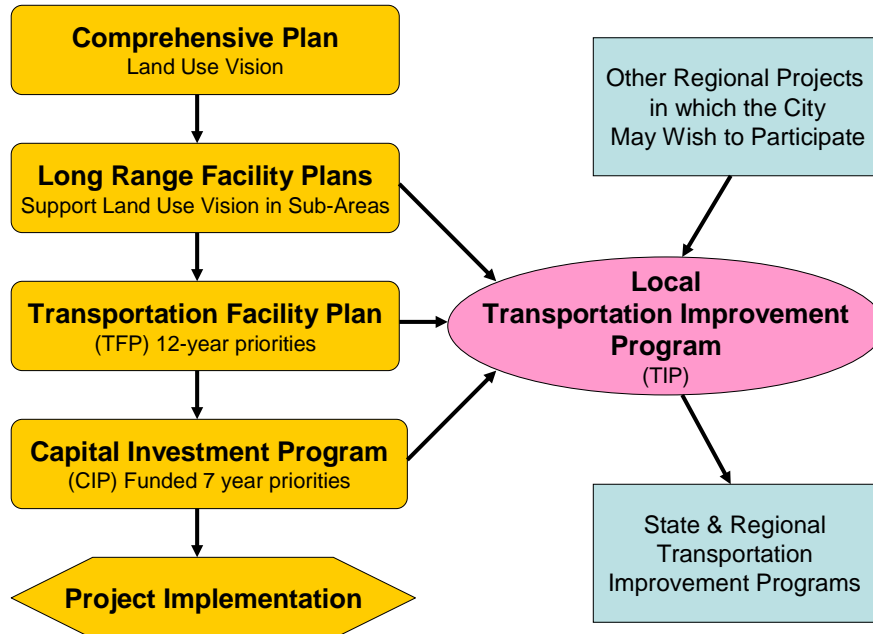 Comprehensive Plan
Land Use Vision
Other Regional Projects
in which the City
May Wish to Participate
Long Range Facility Plans
Support Land Use Vision in Sub-Areas
Transportation Facility Plan
(TFP) 12-year priorities
Local
Transportation Improvement
Program
(TIP)
Capital Investment Program
(CIP) Funded 7 year priorities
State & Regional
Transportation
Improvement Programs
Project Implementation